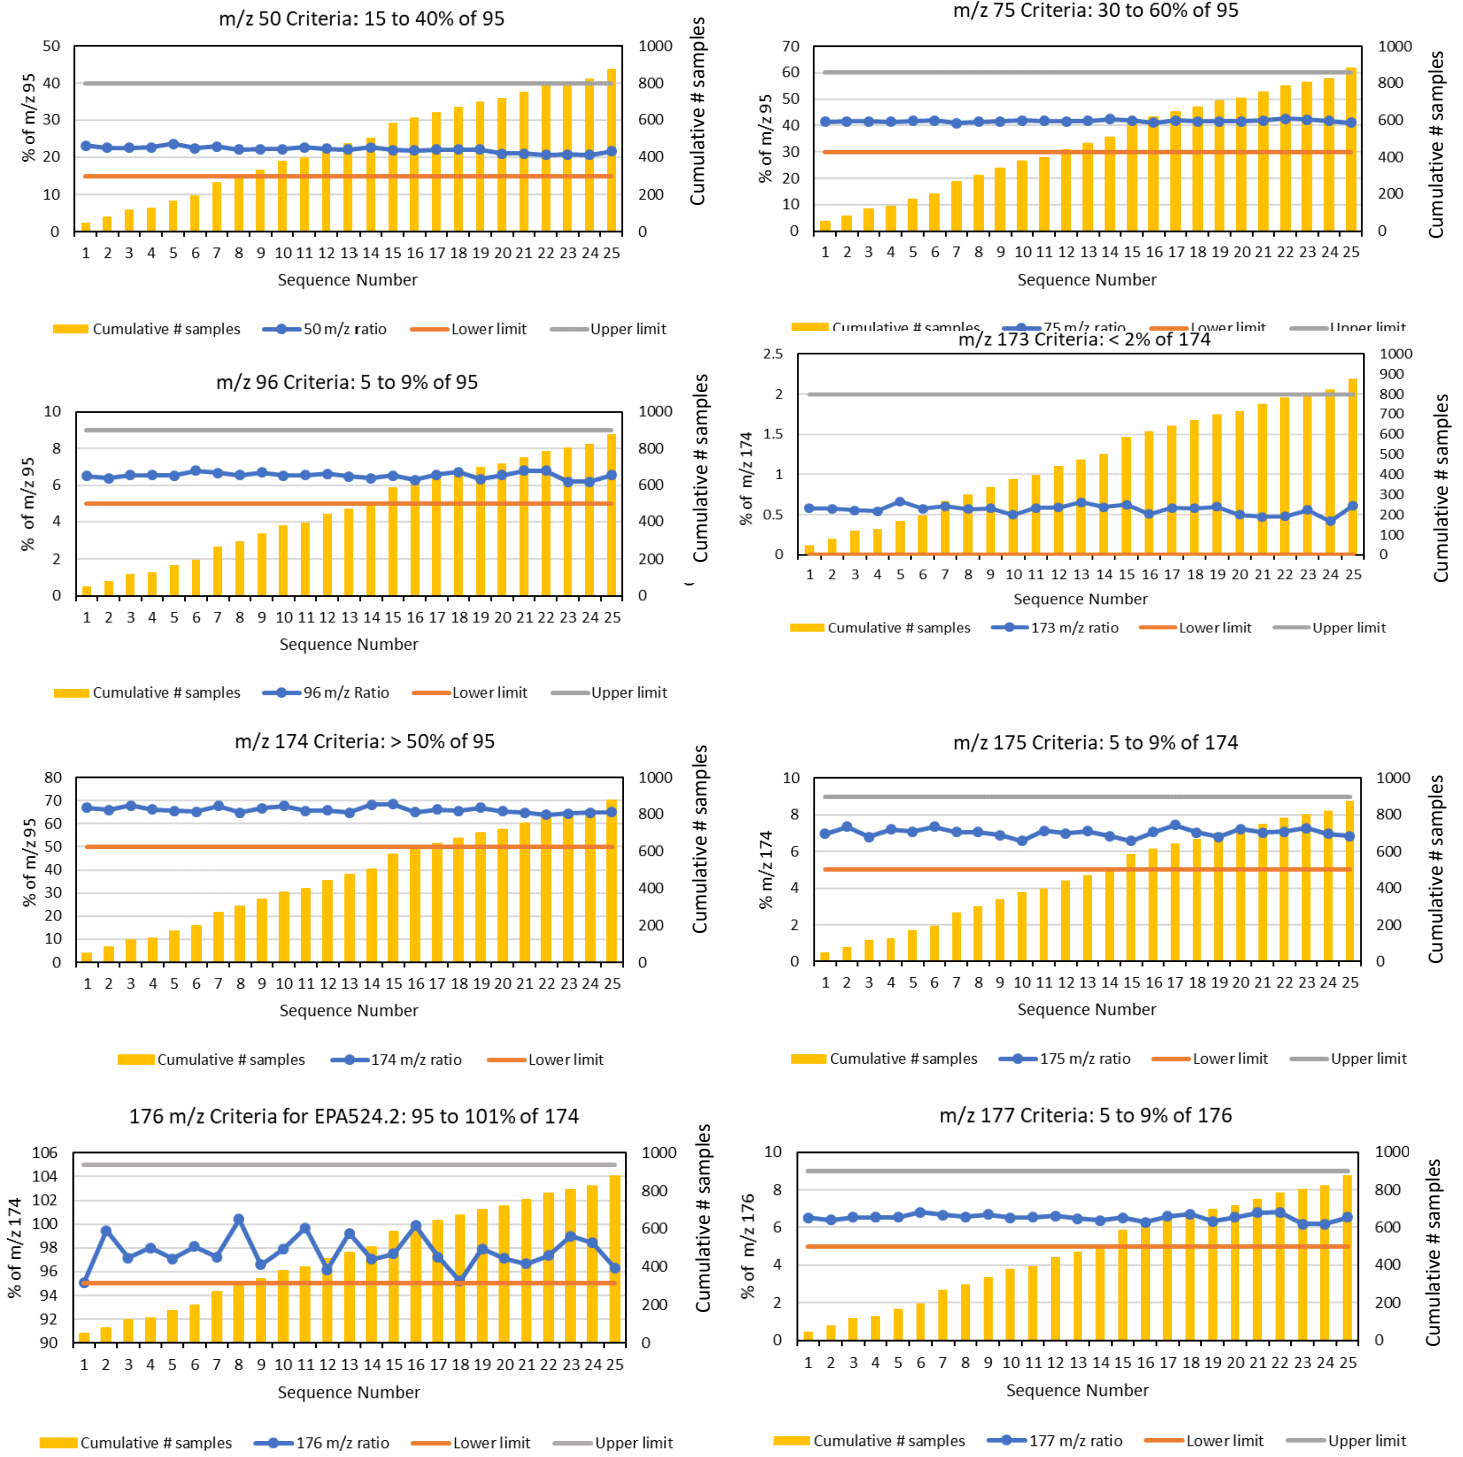 m/z 50 Criteria: 15 to 40% of 95
50
40
30
20
10
0
% of m/z 95
1000
800
600
400
200
0
Cumulative # samples
1 2 3 4 5 6 7 8 9 10 11 12 13 14 15 16 17 18 19 20 21 22 23 24 25
Sequence Number
Cumulative # samples 50 m/z ratio Lower limit Upper limit
m/z 75 Criteria: 30 to 60% of 95
70
60
50
40
30
20
10
0
% of m/z 95
1000
800
600
400
200
0
Cumulative # samples
1 2 3 4 5 6 7 8 9 10 11 12 13 14 15 16 17 18 19 20 21 22 23 24 25
Sequence Number
Cumulative # samples 75 m/z ratio Lower limit Upper limit
m/z 96 Criteria: 5 to 9% of 95
10
8
6
4
2
0
% of m/z 95
1000
800
600
400
200
0
Cumulative # samples
1 2 3 4 5 6 7 8 9 10 11 12 13 14 15 16 17 18 19 20 21 22 23 24 25
Sequence Number
Cumulative # samples 96 m/z Ratio Lower limit Upper limit
m/z 173 Criteria: < 2% of 174
2.5
2
1.5
1
0.5
0
% of m/z 174
1000
900
800
700
600
500
400
300
200
100
0
Cumulative # samples
1 2 3 4 5 6 7 8 9 10 11 12 13 14 15 16 17 18 19 20 21 22 23 24 25
Sequence Number
Cumulative # samples 173 m/z ratio Lower limit Upper limit
m/z 174 Criteria: > 50% of 95
80
70
60
50
40
30
20
10
0
% of m/z 95
1000
800
600
400
200
0
Cumulative # samples
1 2 3 4 5 6 7 8 9 10 11 12 13 14 15 16 17 18 19 20 21 22 23 24 25
Sequence Number
Cumulative # samples 174 m/z ratio Lower limit
m/z 175 Criteria: 5 to 9% of 174
10
8
6
4
2
0
% m/z 174
1000
800
600
400
200
0
Cumulative # samples
1 2 3 4 5 6 7 8 9 10 11 12 13 14 15 16 17 18 19 20 21 22 23 24 25
Sequence Number
Cumulative # samples 175 m/z ratio Lower limit Upper limit
176 m/z Criteria for EPA524.2: 95 to 101% of 174
106
104
102
100
98
96
94
92
90
% of m/z 174
1000
800
600
400
200
0
Cumulative # samples
1 2 3 4 5 6 7 8 9 10 11 12 13 14 15 16 17 18 19 20 21 22 23 24 25
Sequence Number
Cumulative # samples 176 m/z ratio Lower limit Upper limit
m/z 177 Criteria: 5 to 9% of 176
10
8
6
4
2
0
% of m/z 176
1000
800
600
400
200
0
Cumulative # samples
1 2 3 4 5 6 7 8 9 10 11 12 13 14 15 16 17 18 19 20 21 22 23 24 25
Sequence Number
Cumulative # samples 177 m/z ratio Lower limit Upper limit